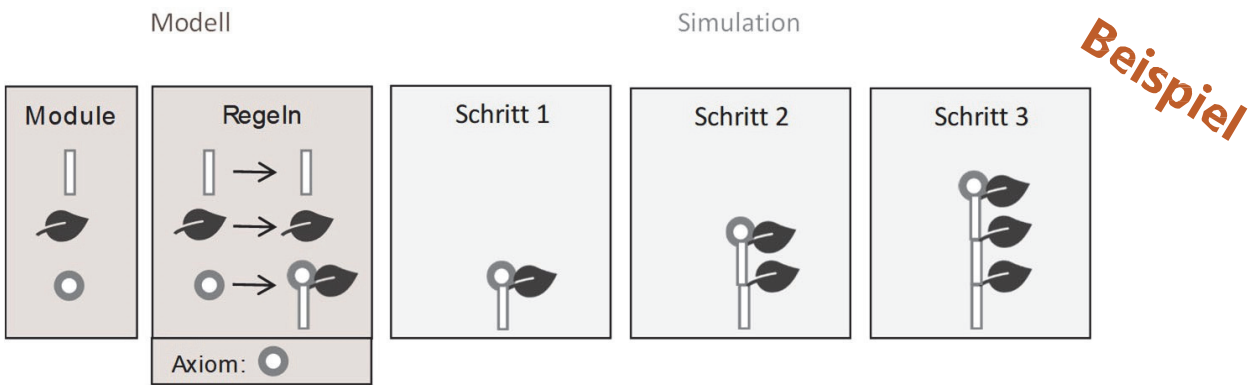 Modell
Simulation
Beispiel
Module
Regeln
Schritt 1
Schritt 2
Schritt 3
Axiom: